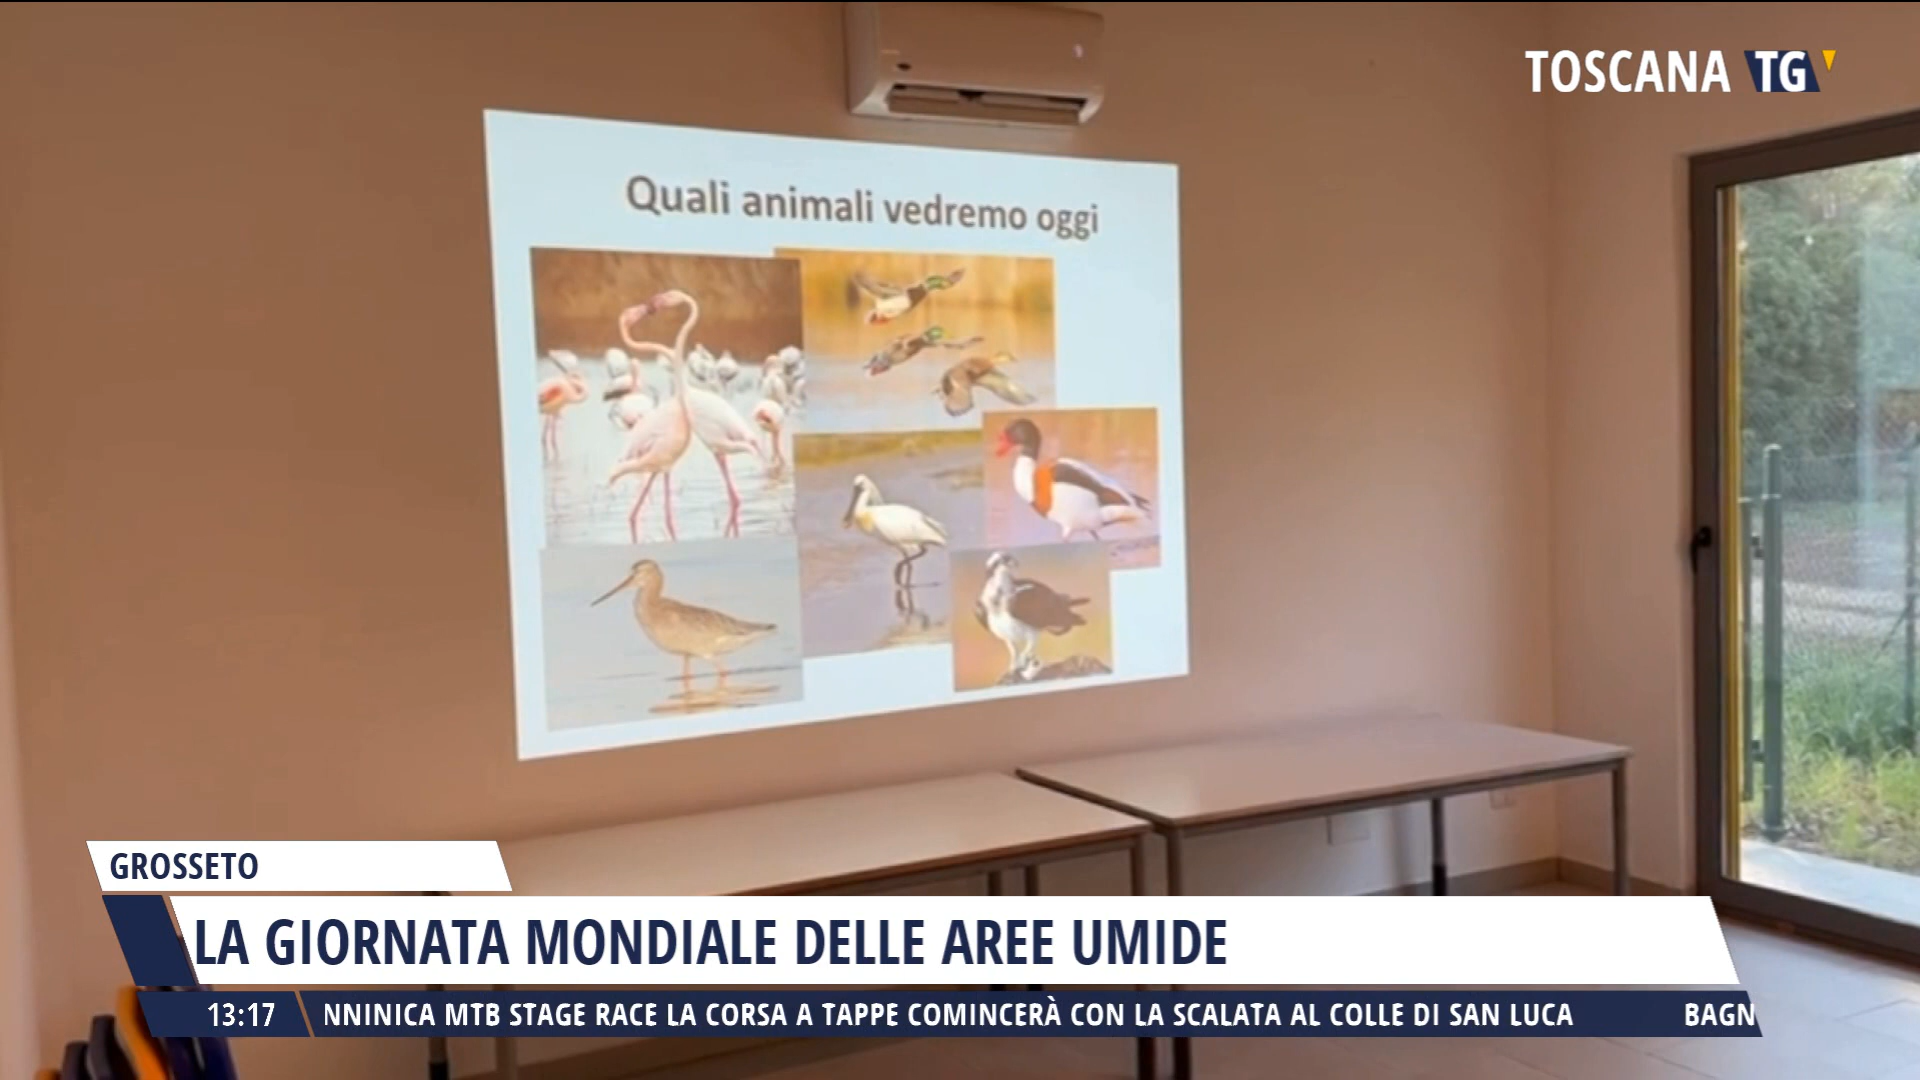 TOSCANA TG
Quali animali vedremo oggi
GROSSETO
LA GIORNATA MONDIALE DELLE AREE UMIDE
13:17 NNINICA MTB STAGE RACE LA CORSA A TAPPE COMINCERÀ CON LA SCALATA AL COLLE DI SAN LUCA BAGN